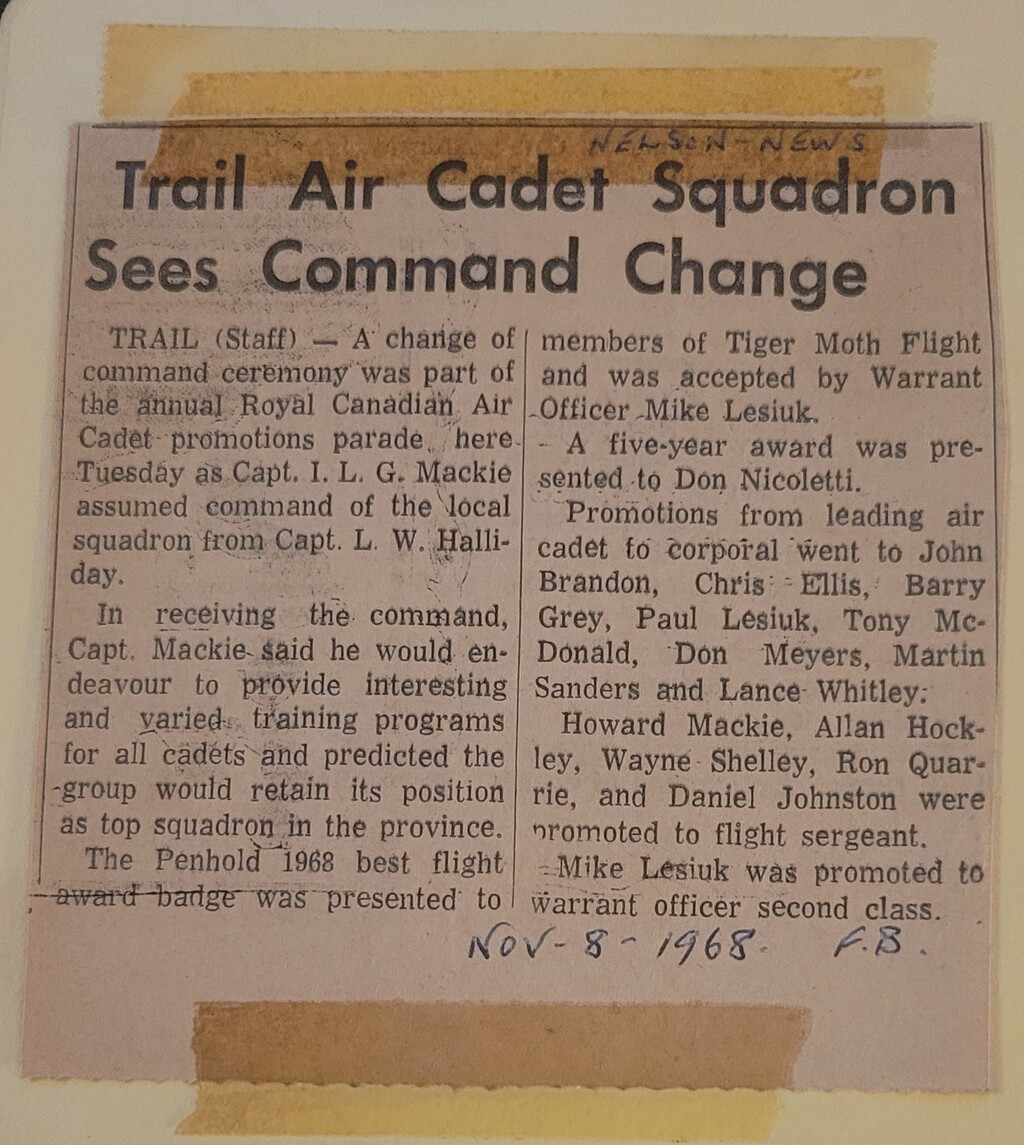 NELSON-NEWS
Trail Air Cadet Squadron
Sees Command Change
TRAIL (Staff) — A change of
command ceremony was part of
the annual Royal Canadian Air
Cadet promotions parade here
Tuesday as Capt. I. L. G. Mackie
assumed command of the local
squadron from Capt. L. W. Halli-
day.
In receiving the command,
Capt. Mackie said he would en-
deavour to provide interesting
and varied training programs
for all cadets and predicted the
group would retain its position
as top squadron in the province.
The Penhold 1968 best flight
award badge was presented to
members of Tiger Moth Flight
and was accepted by Warrant
Officer Mike Lesiuk.
A five-year award was pre-
sented to Don Nicoletti.
Promotions from leading air
cadet to corporal went to John
Brandon, Chris Ellis, Barry
Grey, Paul Lesiuk, Tony Mc-
Donald, Don Meyers, Martin
Sanders and Lance Whitley.
Howard Mackie, Allan Hock-
ley, Wayne Shelley, Ron Quar-
rie, and Daniel Johnston were
promoted to flight sergeant.
Mike Lesiuk was promoted to
warrant officer second class.
NOV-8-1968. F.B.